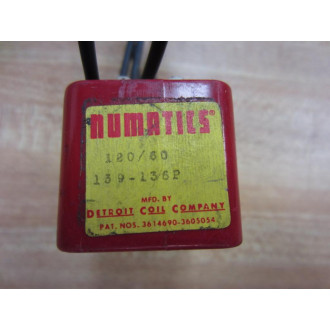 NUMATICS®
120/60
139-136P
MFD. BY
DETROIT COIL COMPANY
PAT. NOS. 3614690-3605054